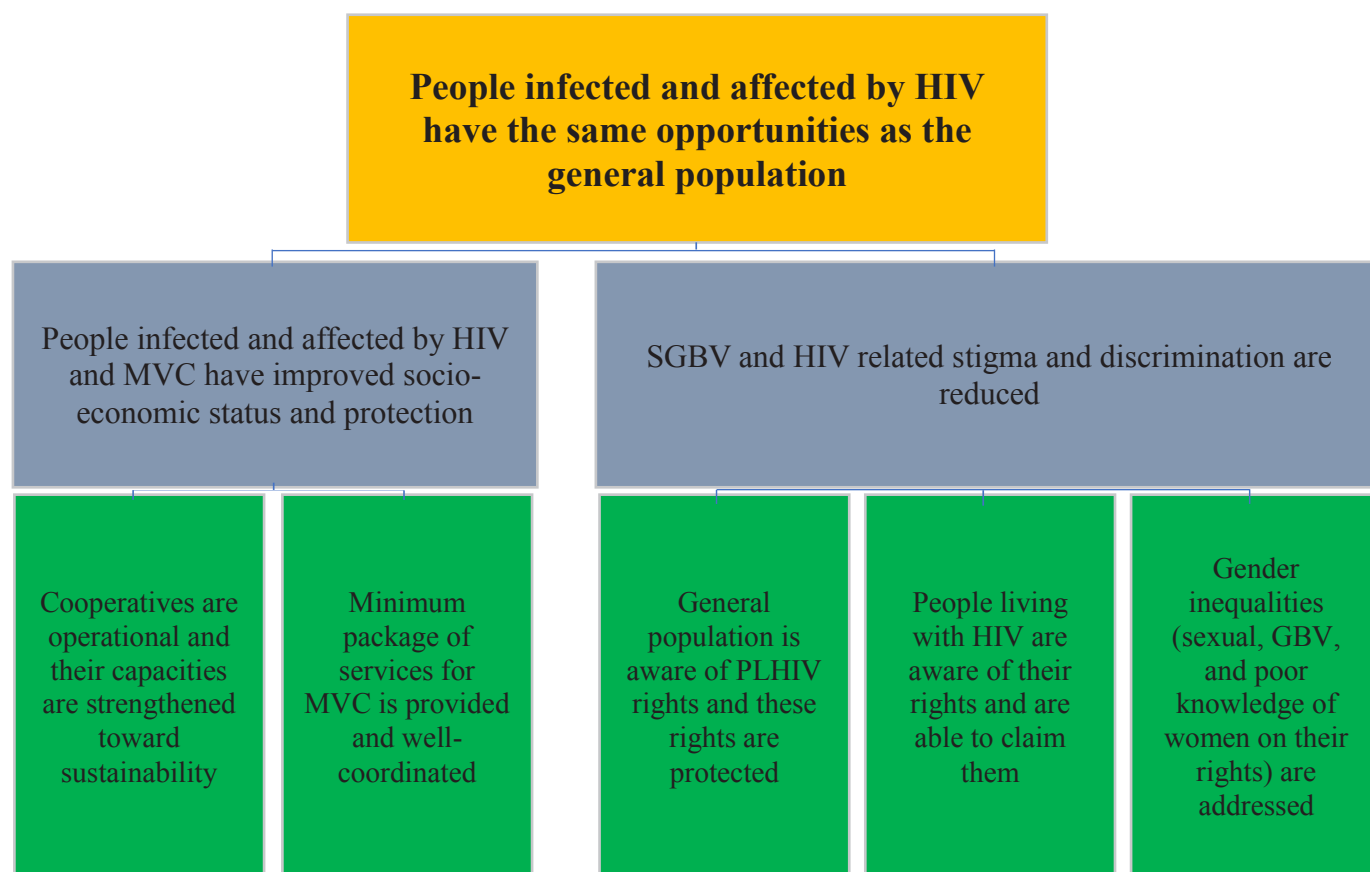 People infected and affected by HIV
have the same opportunities as the
general population
People infected and affected by HIV
and MVC have improved socio-
economic status and protection
SGBV and HIV related stigma and discrimination are
reduced
Cooperatives are
operational and
their capacities
are strengthened
toward
sustainability
Minimum
package of
services for
MVC is provided
and well-
coordinated
General
population is
aware of PLHIV
rights and these
rights are
protected
People living
with HIV are
aware of their
rights and are
able to claim
them
Gender
inequalities
(sexual, GBV,
and poor
knowledge of
women on their
rights) are
addressed